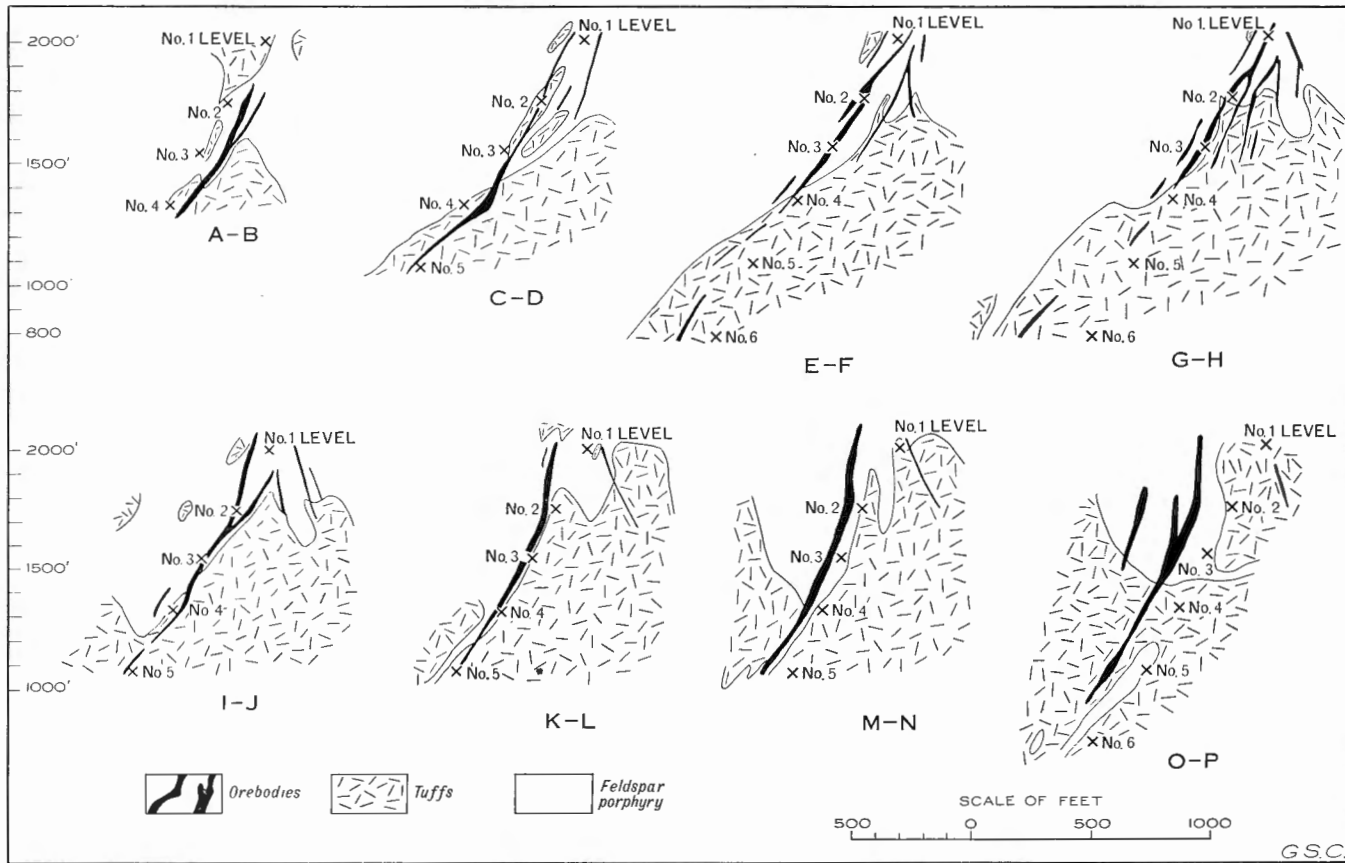 2000'
1500'
1000'
800
No. 1 LEVEL
No. 2
No. 3
No. 4
A-B
No. 1 LEVEL
No. 2
No. 3
No. 4
No. 5
C-D
No. 1 LEVEL
No. 2
No. 3
No. 4
No. 5
No. 6
E-F
No 1. LEVEL
No. 2
No. 3
No. 4
No. 5
No. 6
G-H
2000'
1500'
1000'
No. 1 LEVEL
No. 2
No. 3
No. 4
No 5
I-J
No. 1 LEVEL
No. 2
No. 3
No. 4
No. 5
K-L
No. 1 LEVEL
No. 2
No. 3
No. 4
No. 5
M-N
No. 1 LEVEL
No. 2
No. 3
No. 4
No. 5
No. 6
O-P
Orebodies
Tuffs
Feldspar
porphyry
SCALE OF FEET
500 0 500 1000
G.S.C.